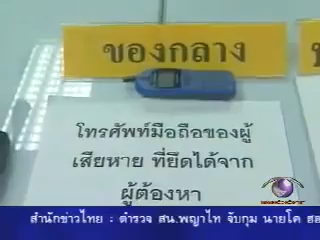 ของกลาง
โทรศัพท์มือถือของผู้
เสียหาย ที่ยึดได้จาก
ผู้ต้องหา
สำนักข่าวไทย : ตำรวจ สน.พญาไท จับกุม นายโค ฮอ